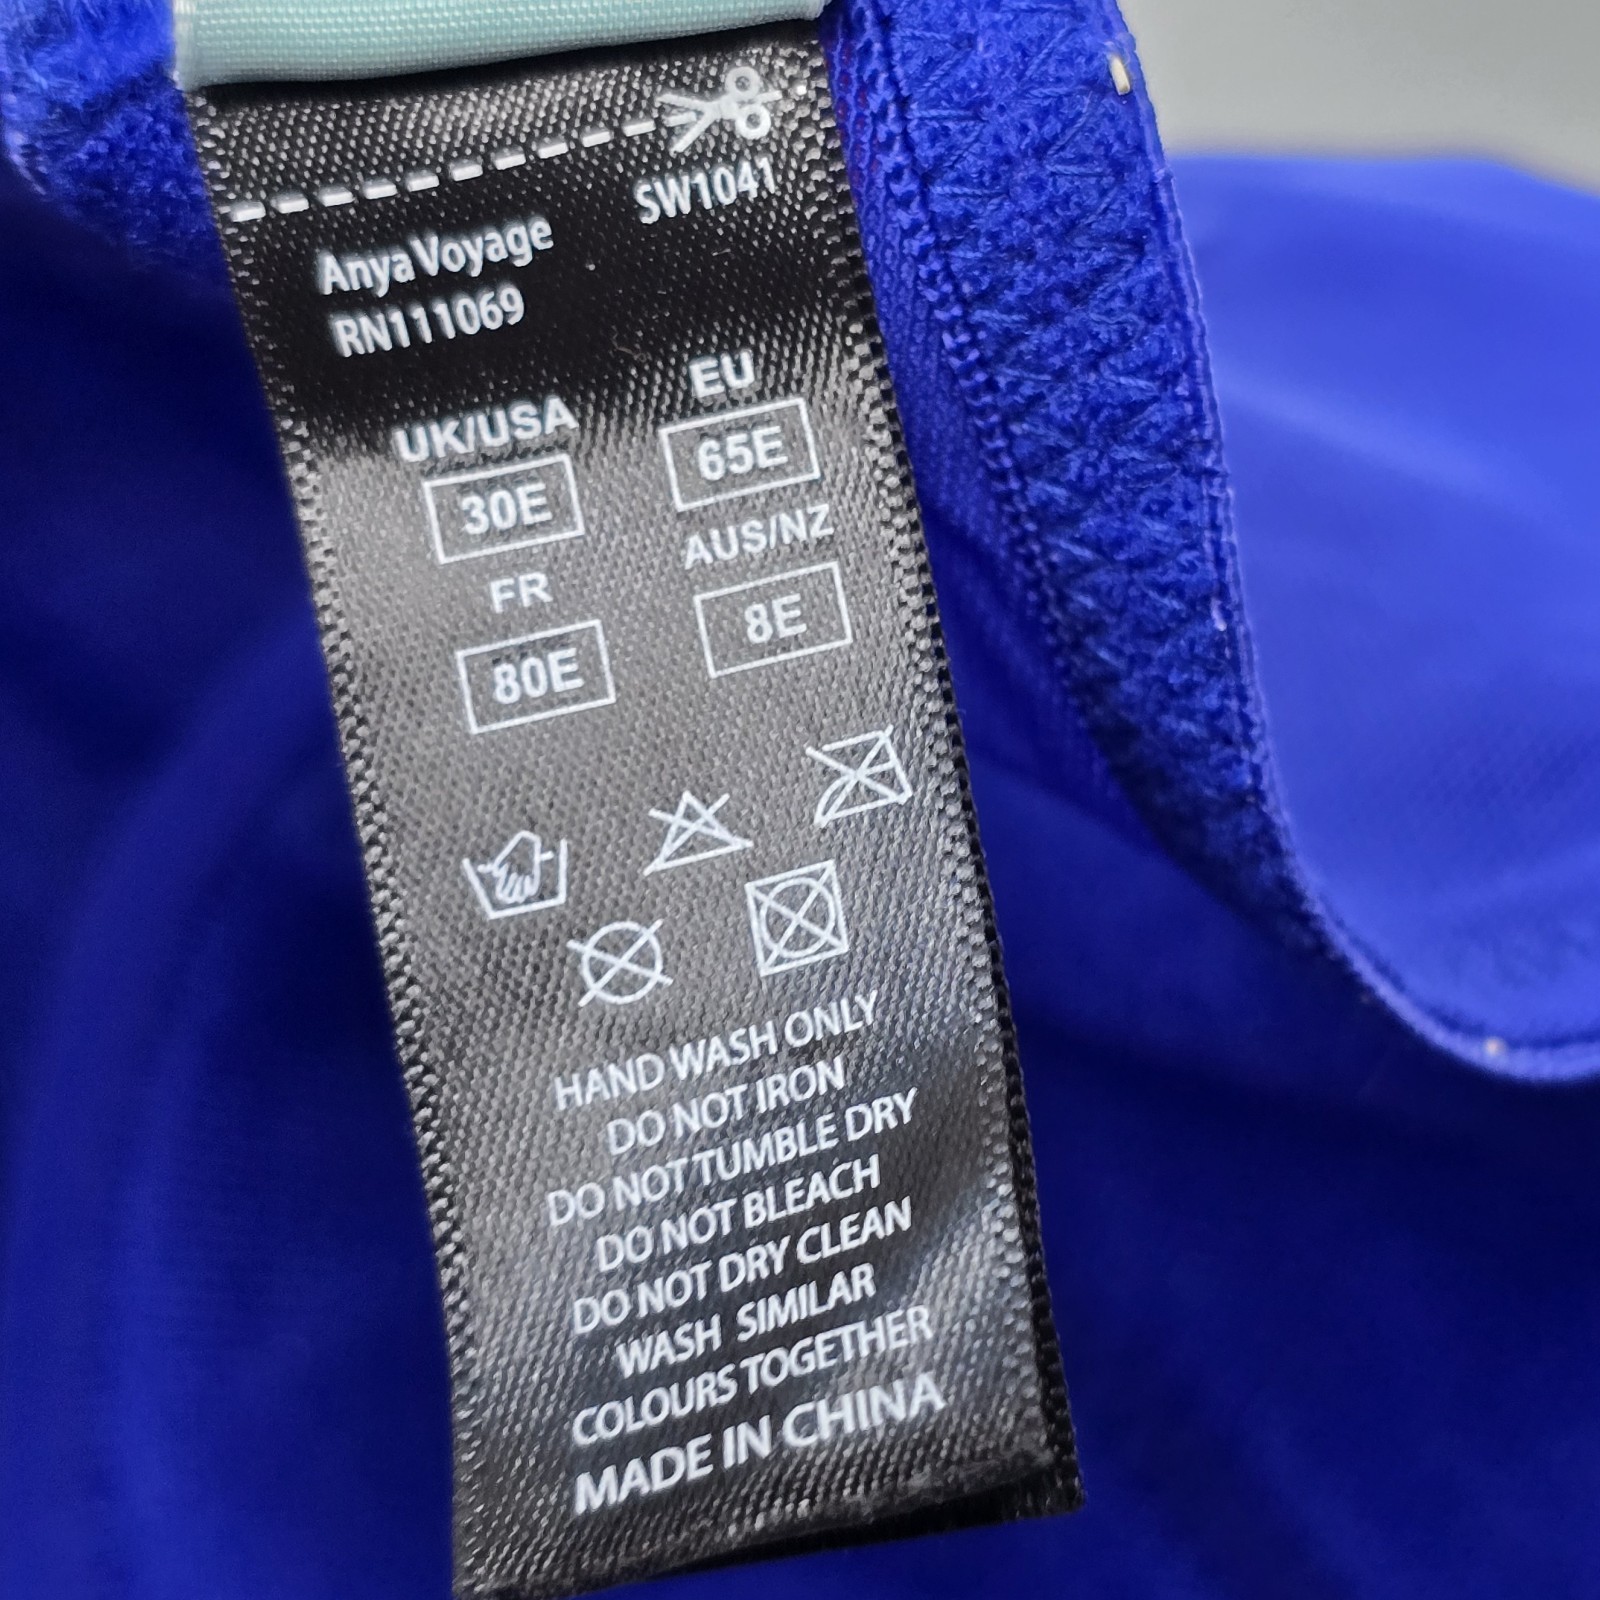 SW1041
Anya Voyage
RN111069
UK/USA
30E
EU
65E
FR
80E
AUS/NZ
8E
HAND WASH ONLY
DO NOT IRON
DO NOT TUMBLE DRY
DO NOT BLEACH
DO NOT DRY CLEAN
WASH SIMILAR
COLOURS TOGETHER
MADE IN CHINA